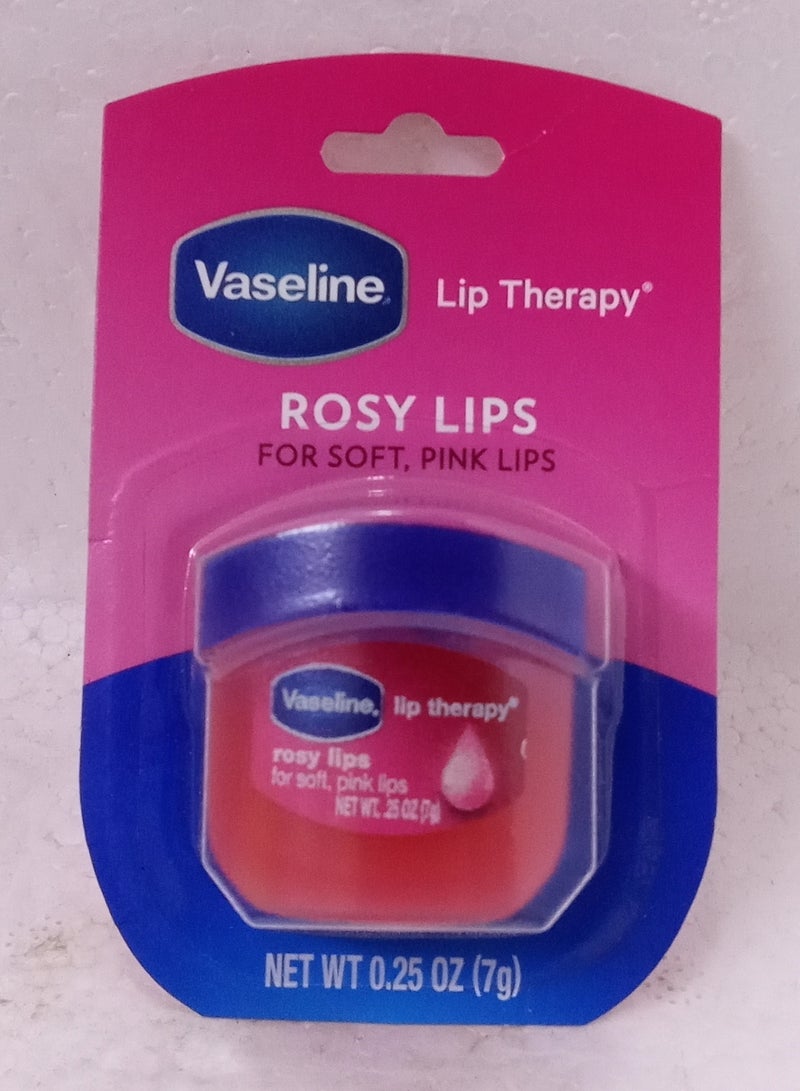 Vaseline®
Lip Therapy®
ROSY LIPS
FOR SOFT, PINK LIPS
Vaseline®
lip therapy®
rosy lips
for soft, pink lips
NET WT. .25 OZ (7g)
NET WT 0.25 OZ (7g)